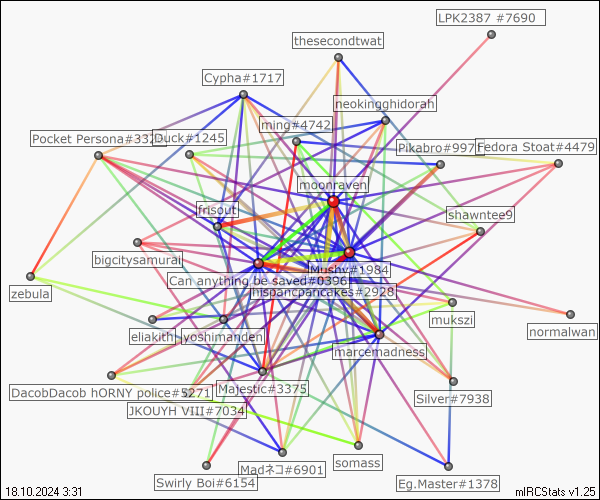 LPK2387 #7690
thesecondtwat
Cypha#1717
neokingghidorah
ming#4742
Pocket Persona#332
Duck#1245
Pikabro#997
Fedora Stoat#4479
moonraven
frisout
shawntee9
bigcitysamurai
Mushy#1984
Can anything be saved#0396
hispancpancakes#2928
zebula
mukszi
normalwan
eliakith
yoshimanden
marcemadness
DacobDacob hORNY police#5271
Majestic#3375
Silver#7938
JKOUYH VIII#7034
somass
Madネコ#6901
Swirly Boi#6154
Eg.Master#1378
18.10.2024 3:31
mIRCStats v1.25